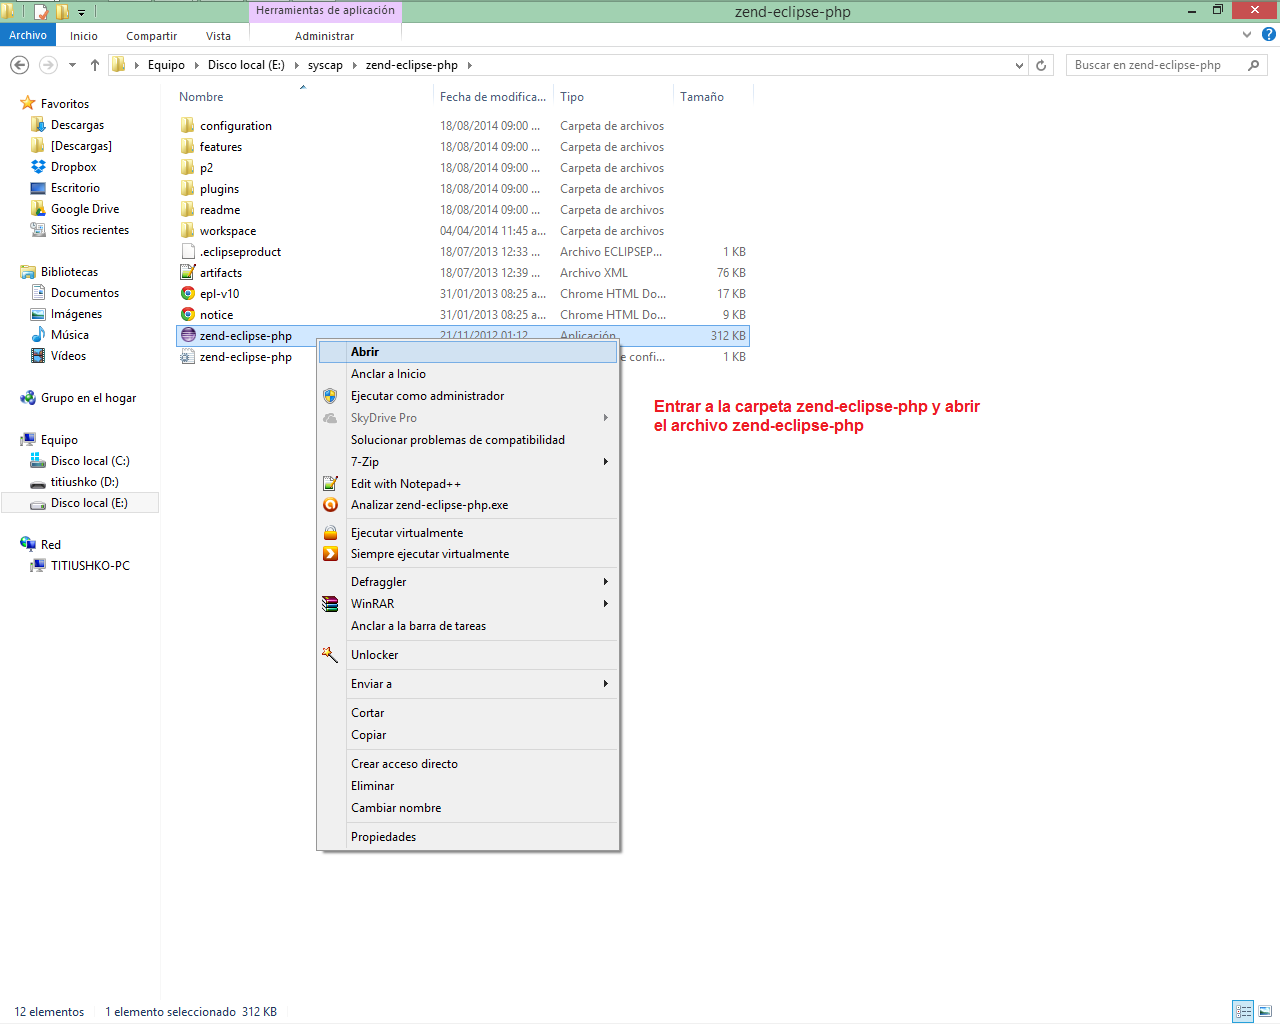 Herramientas de aplicación
zend-eclipse-php
Archivo Inicio Compartir Vista Administrar
Equipo Disco local (E:) syscap zend-eclipse-php
Buscar en zend-eclipse-php
Nombre Fecha de modifica... Tipo Tamaño
Favoritos
Descargas
[Descargas]
Dropbox
Escritorio
Google Drive
Sitios recientes
Bibliotecas
Documentos
Imágenes
Música
Vídeos
Grupo en el hogar
Equipo
Disco local (C:)
titiushko (D:)
Disco local (E:)
Red
TITIUSHKO-PC
configuration 18/08/2014 09:00 ... Carpeta de archivos
features 18/08/2014 09:00 ... Carpeta de archivos
p2 18/08/2014 09:00 ... Carpeta de archivos
plugins 18/08/2014 09:00 ... Carpeta de archivos
readme 18/08/2014 09:00 ... Carpeta de archivos
workspace 04/04/2014 11:45 a... Carpeta de archivos
.eclipseproduct 18/07/2013 12:33 ... Archivo ECLIPSEP... 1 KB
artifacts 18/07/2013 12:39 ... Archivo XML 76 KB
epl-v10 31/01/2013 08:25 a... Chrome HTML Do... 17 KB
notice 31/01/2013 08:25 a... Chrome HTML Do... 9 KB
zend-eclipse-php 21/11/2012 01:12 ... Aplicación 312 KB
zend-eclipse-php e confi... 1 KB
Abrir
Anclar a Inicio
Ejecutar como administrador
SkyDrive Pro
Solucionar problemas de compatibilidad
7-Zip
Edit with Notepad++
Analizar zend-eclipse-php.exe
Ejecutar virtualmente
Siempre ejecutar virtualmente
Defraggler
WinRAR
Anclar a la barra de tareas
Unlocker
Enviar a
Cortar
Copiar
Crear acceso directo
Eliminar
Cambiar nombre
Propiedades
Entrar a la carpeta zend-eclipse-php y abrir
el archivo zend-eclipse-php
12 elementos 1 elemento seleccionado 312 KB